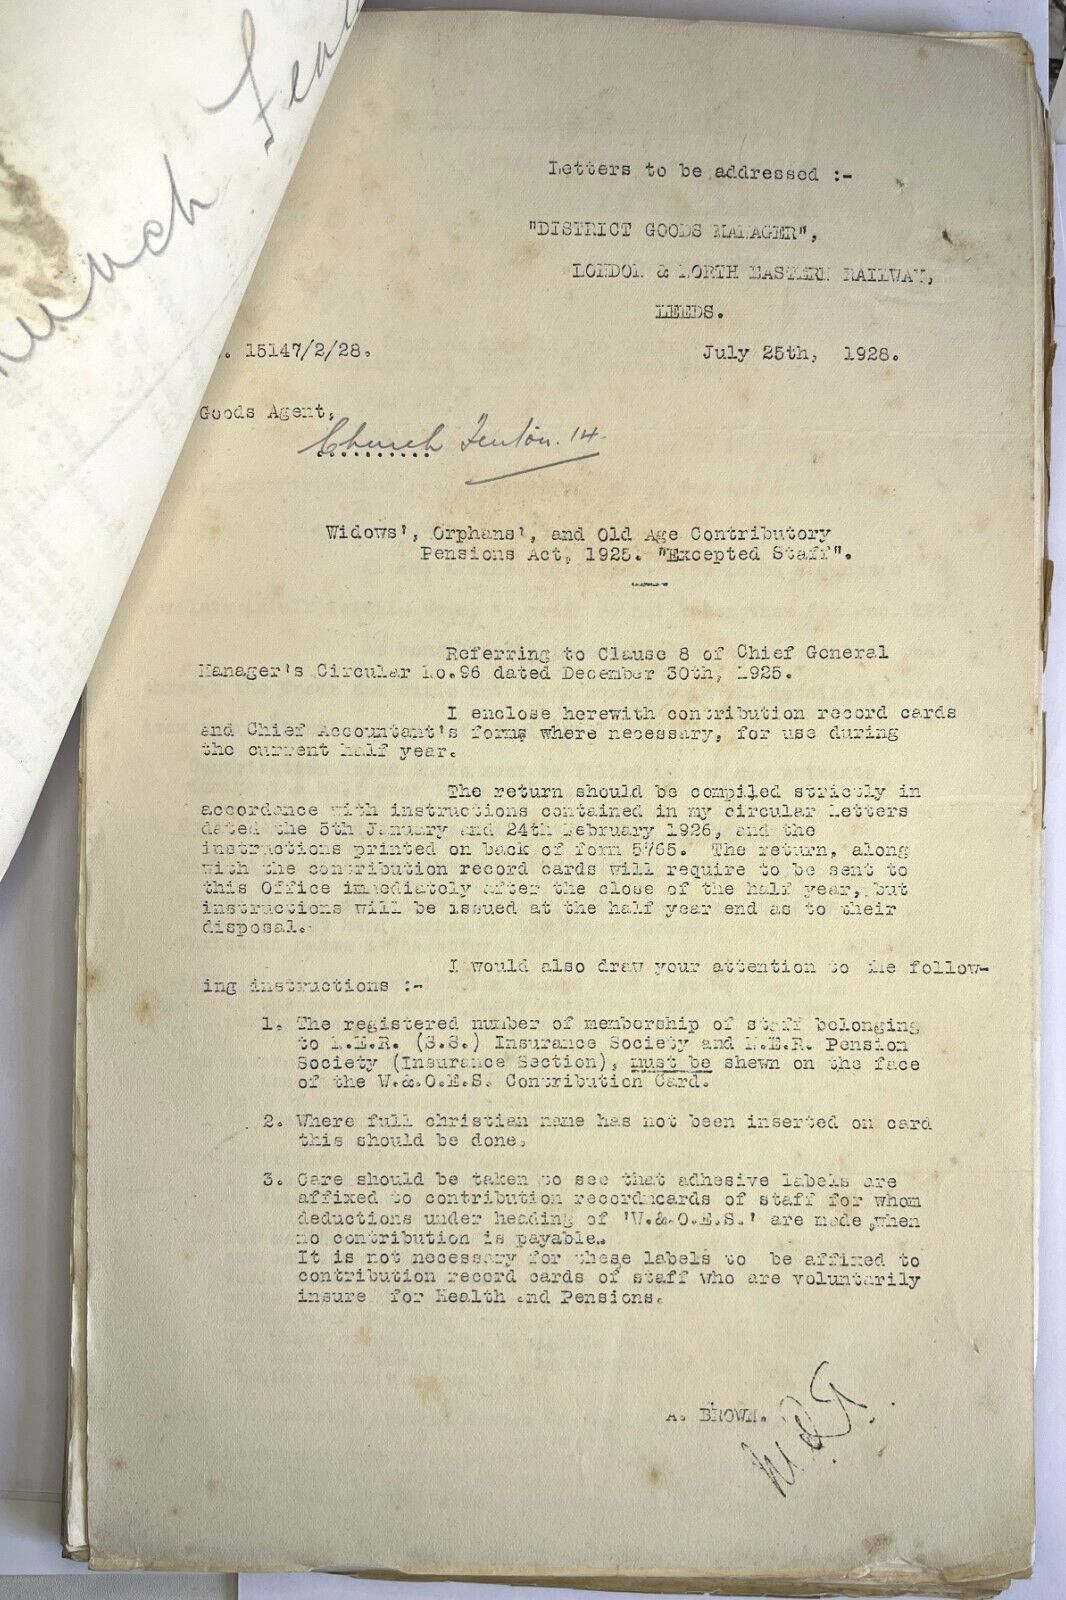 Church Fent
Letters to be addressed :-
"DISTRICT GOODS MANAGER",
LONDON & NORTH EASTERN RAILWAY,
LEEDS.
. 15147/2/28.
July 25th, 1928.
Goods Agent,
Church Fenton. 14.
Widows', Orphans', and Old Age Contributory
Pensions Act, 1925. "Excepted Staff".
Referring to Clause 8 of Chief General
Manager's Circular No.96 dated December 30th, 1925.
I enclose herewith contribution record cards
and Chief Accountant's forms where necessary, for use during
the current half year.
The return should be compiled strictly in
accordance with instructions contained in my circular letters
dated the 5th January and 24th February 1926, and the
instructions printed on back of form 5765. The return, along
with the contribution record cards will require to be sent to
this Office immediately after the close of the half year, but
instructions will be issued at the half year end as to their
disposal.
I would also draw your attention to the follow-
ing instructions :-
1. The registered number of membership of staff belonging
to N.E.R. (S.S.) Insurance Society and N.E.R. Pension
Society (Insurance Section), must be shewn on the face
of the W.&.O.E.S. Contribution Card.
2. Where full christian name has not been inserted on card
this should be done.
3. Care should be taken to see that adhesive labels are
affixed to contribution recordncards of staff for whom
deductions under heading of 'W.&.O.E.S.' are made ,when
no contribution is payable.
It is not necessary for these labels to be affixed to
contribution record cards of staff who are voluntarily
insure for Health and Pensions.
A. BROWN.